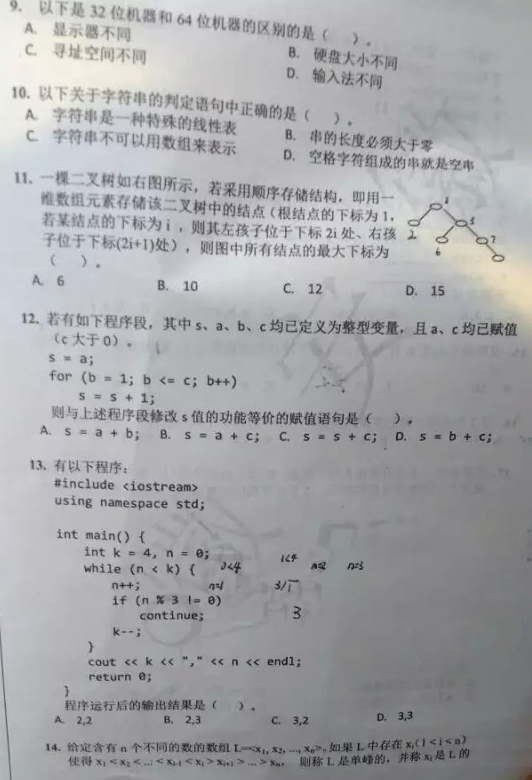 9. 以下是 32 位机器和 64 位机器的区别的是( )。
A. 显示器不同
B. 硬盘大小不同
C. 寻址空间不同
D. 输入法不同
10. 以下关于字符串的判定语句中正确的是( )。
A. 字符串是一种特殊的线性表
B. 串的长度必须大于零
C. 字符串不可以用数组来表示
D. 空格字符组成的串就是空串
11. 一棵二叉树如右图所示,若采用顺序存储结构,即用一
维数组元素存储该二叉树中的结点(根结点的下标为 1,
若某结点的下标为 i ,则其左孩子位于下标 2i 处、右孩
子位于下标(2i+1)处),则图中所有结点的最大下标为
( )。
1
2
3
6
7
A. 6 B. 10 C. 12 D. 15
12. 若有如下程序段,其中 s、a、b、c 均已定义为整型变量,且 a、c 均已赋值
(c 大于 0)。
s = a;
for (b = 1; b <= c; b++)
s = s + 1;
则与上述程序段修改 s 值的功能等价的赋值语句是( )。
A. s = a + b; B. s = a + c; C. s = s + c; D. s = b + c;
13. 有以下程序:
#include <iostream>
using namespace std;
int main() {
int k = 4, n = 0;
while (n < k) { 0<4 1<4 n=2 n=3
n++; n=1 3/1
if (n % 3 != 0)
continue; 3
k--;
}
cout << k << "," << n << endl;
return 0;
}
程序运行后的输出结果是( )。
A. 2,2 B. 2,3 C. 3,2 D. 3,3
14. 给定含有 n 个不同的数的数组 L=<x₁, x₂, ..., xₙ>。如果 L 中存在 xᵢ(1<i<n)
使得 x₁<x₂<...<xᵢ₋₁<xᵢ>xᵢ₊₁>...>xₙ, 则称 L 是单峰的,并称 xᵢ 是 L 的